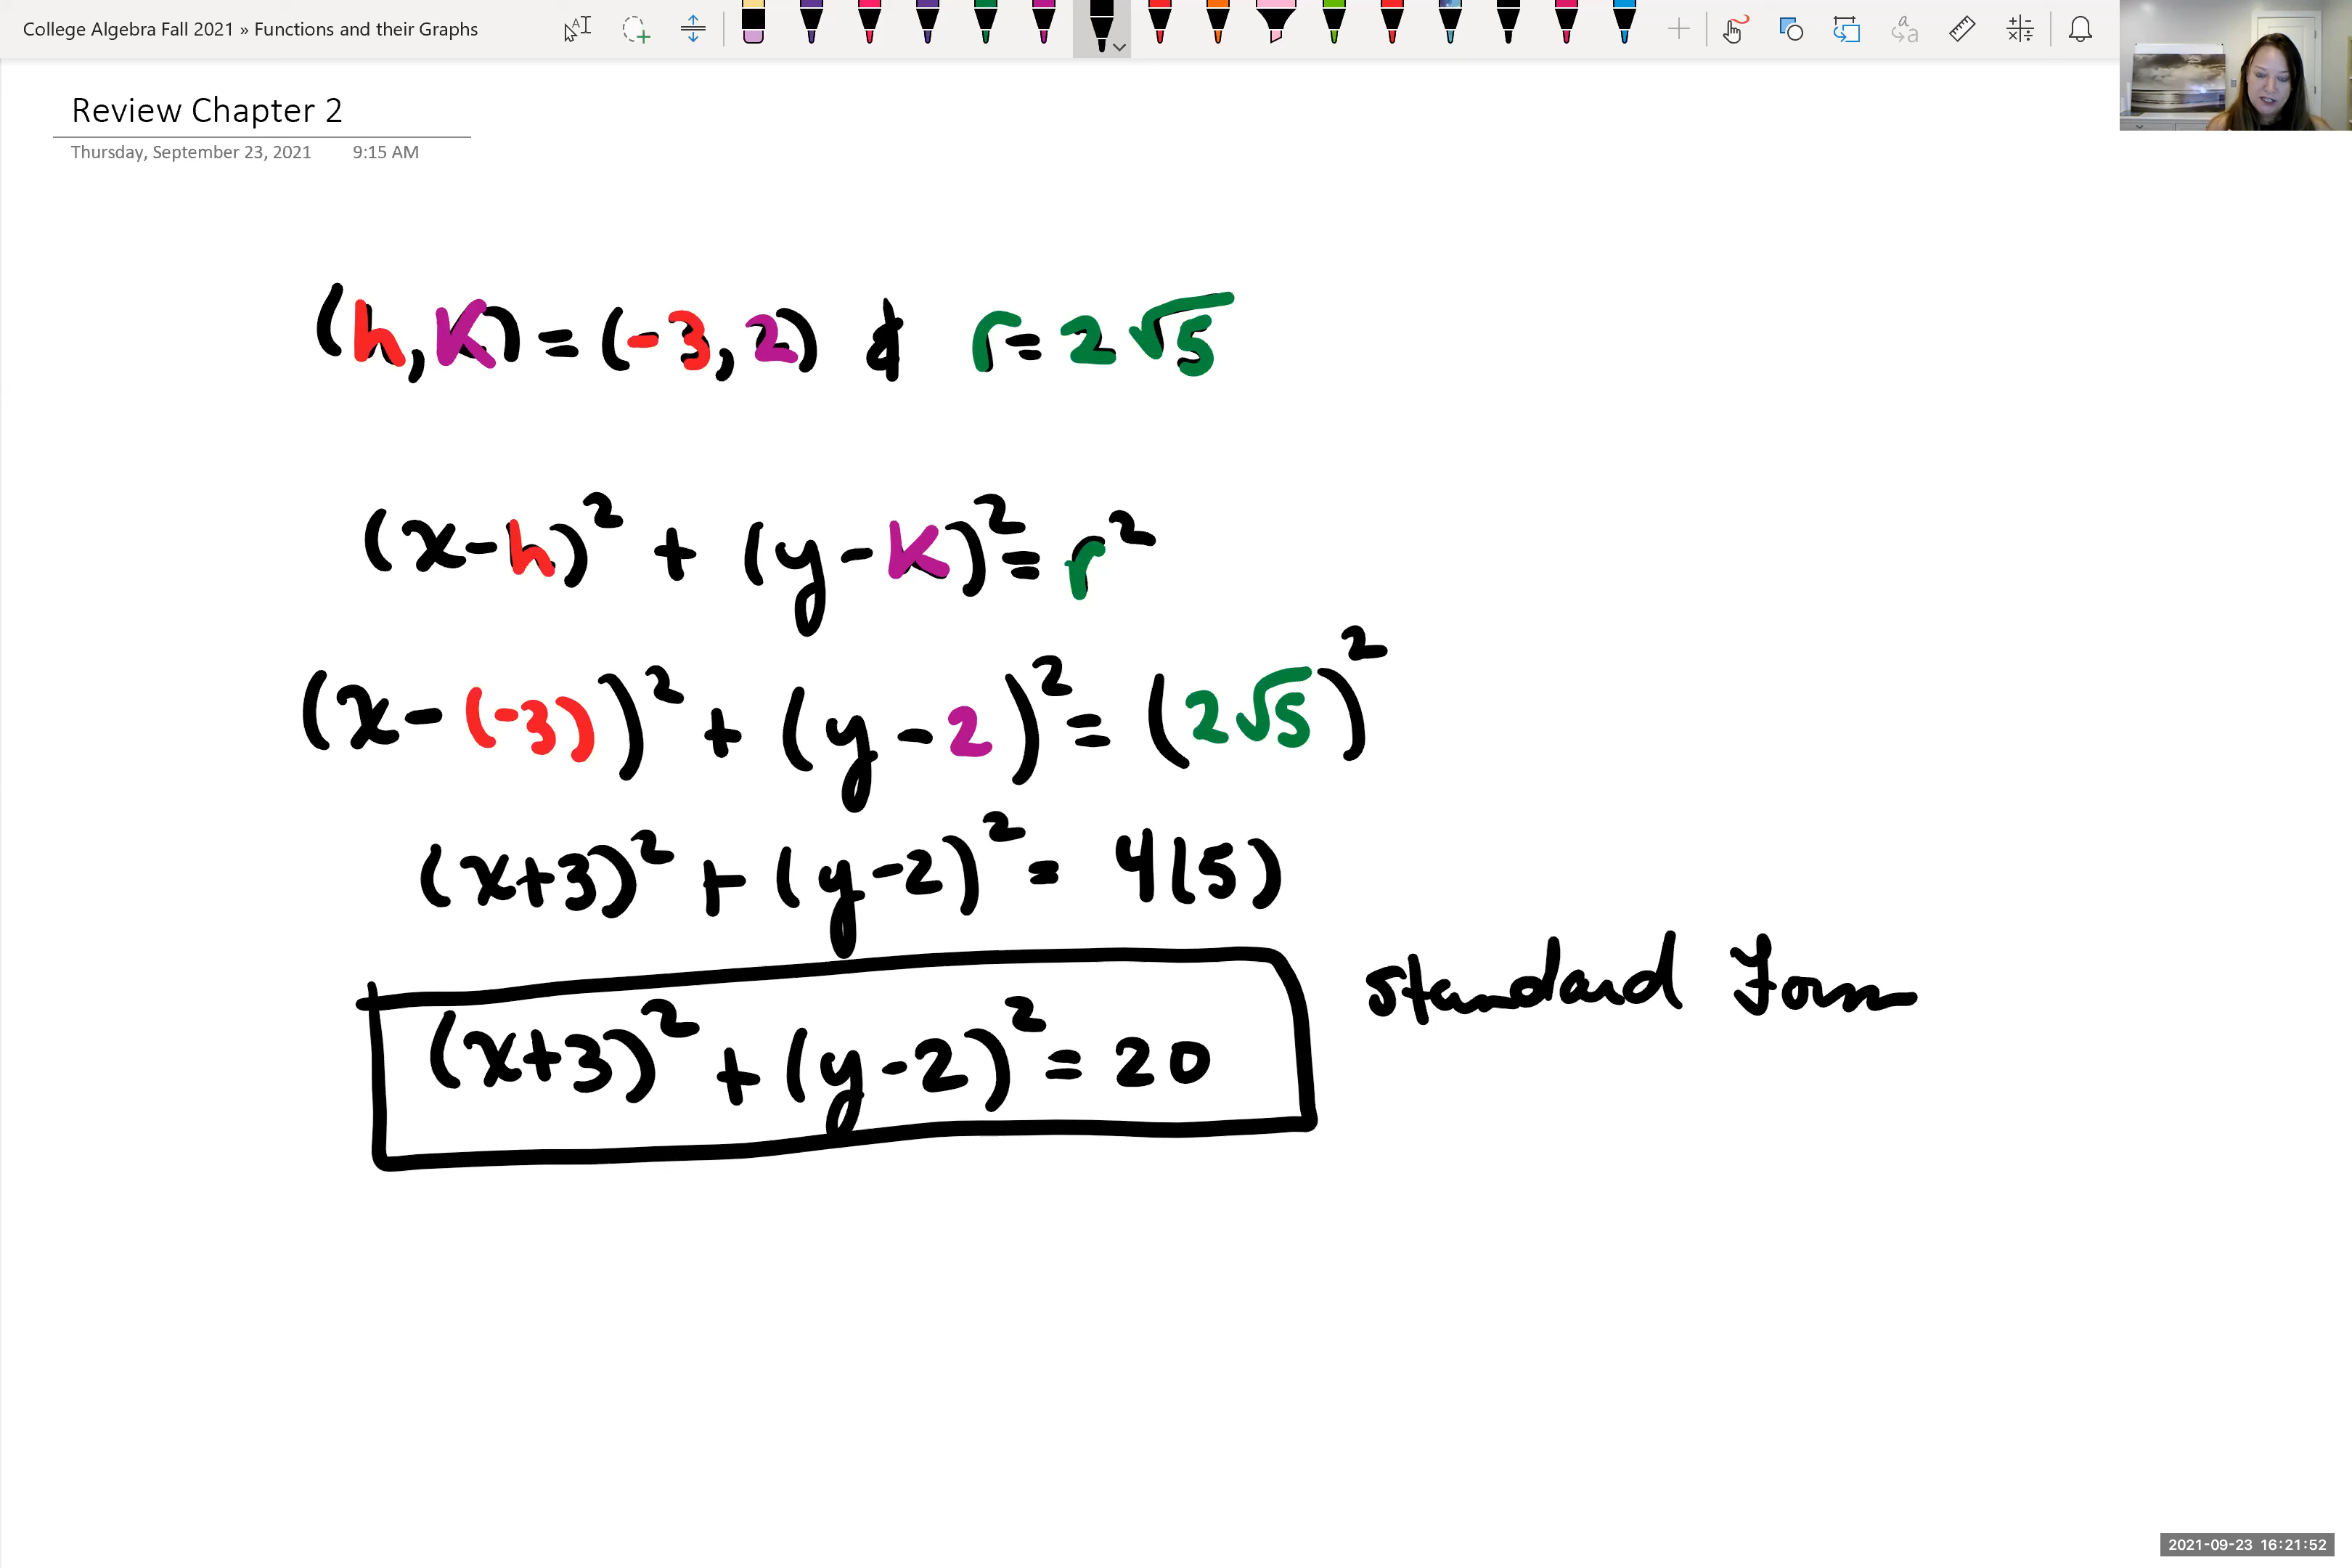 College Algebra Fall 2021 » Functions and their Graphs
Review Chapter 2
Thursday, September 23, 2021 9:15 AM
(h,K)=(-3,2) & r=2√5
(x-h)²+(y-K)²=r²
(x-(-3))²+(y-2)²=(2√5)²
(x+3)²+(y-2)²=4(5)
(x+3)²+(y-2)²=20 Standard Form
2021-09-23 16:21:52